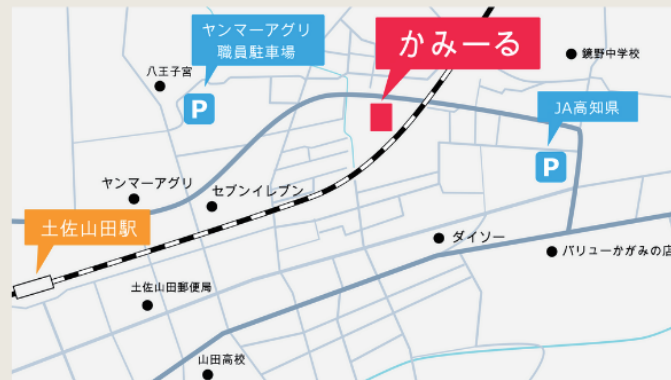 ヤンマーアグリ
職員駐車場
かみーる
鏡野中学校
八王子宮
P
JA高知県
P
ヤンマーアグリ
セブンイレブン
土佐山田駅
ダイソー
バリューかがみの店
土佐山田郵便局
山田高校